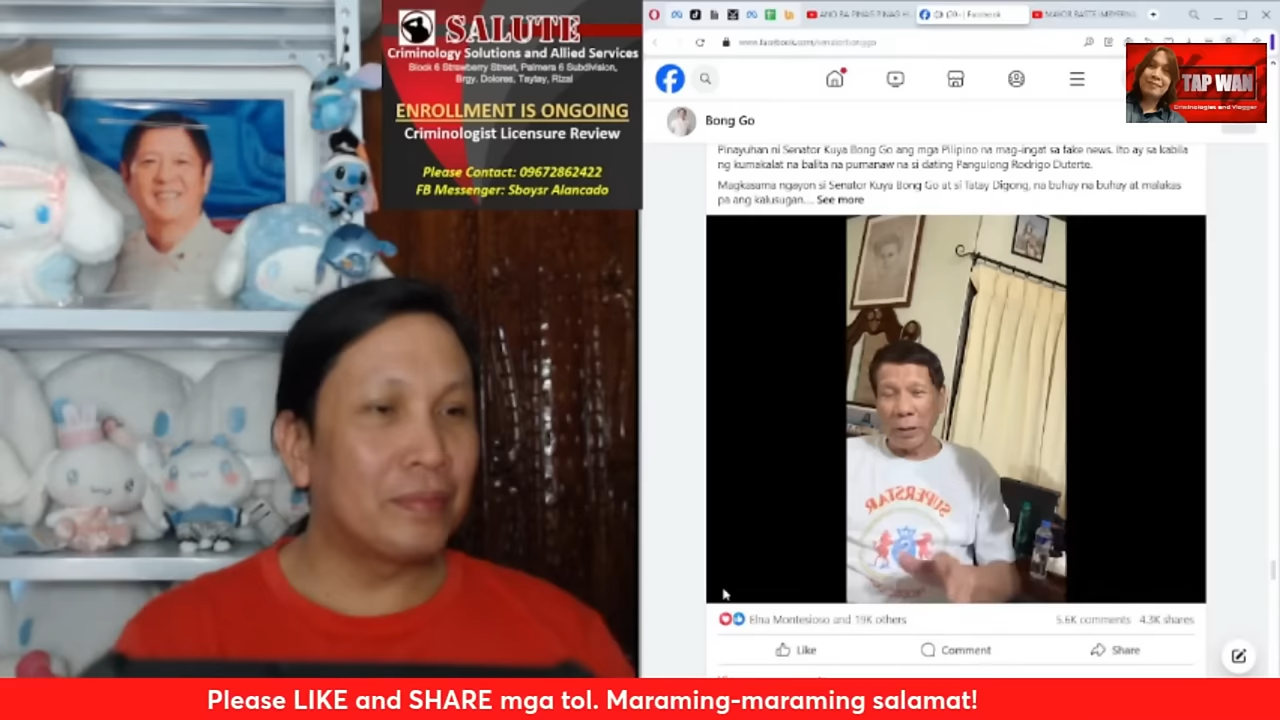 SALUTE
Criminology Solutions and Allied Services
Block 6 Strawberry Street, Palmera 6 Subdivision,
Brgy. Dolores, Taytay, Rizal
ENROLLMENT IS ONGOING
Criminologist Licensure Review
Please Contact: 09672862422
FB Messenger: Sboysr Alancado
Facebook
TAP WAN
Criminologist and Vlogger
Bong Go
Pinayuhan ni Senator Kuya Bong Go ang mga Pilipino na mag-ingat sa fake news. Ito ay sa kabila
ng kumakalat na balita na pumanaw na si dating Pangulong Rodrigo Duterte.
Magkasama ngayon si Senator Kuya Bong Go at si Tatay Digong, na buhay na buhay at malakas
pa ang kalusugan.... See more
SUPERSTAR
Elna Montesioso and 19K others
5.6K comments 4.3K shares
Like
Comment
Share
Please LIKE and SHARE mga tol. Maraming-maraming salamat!